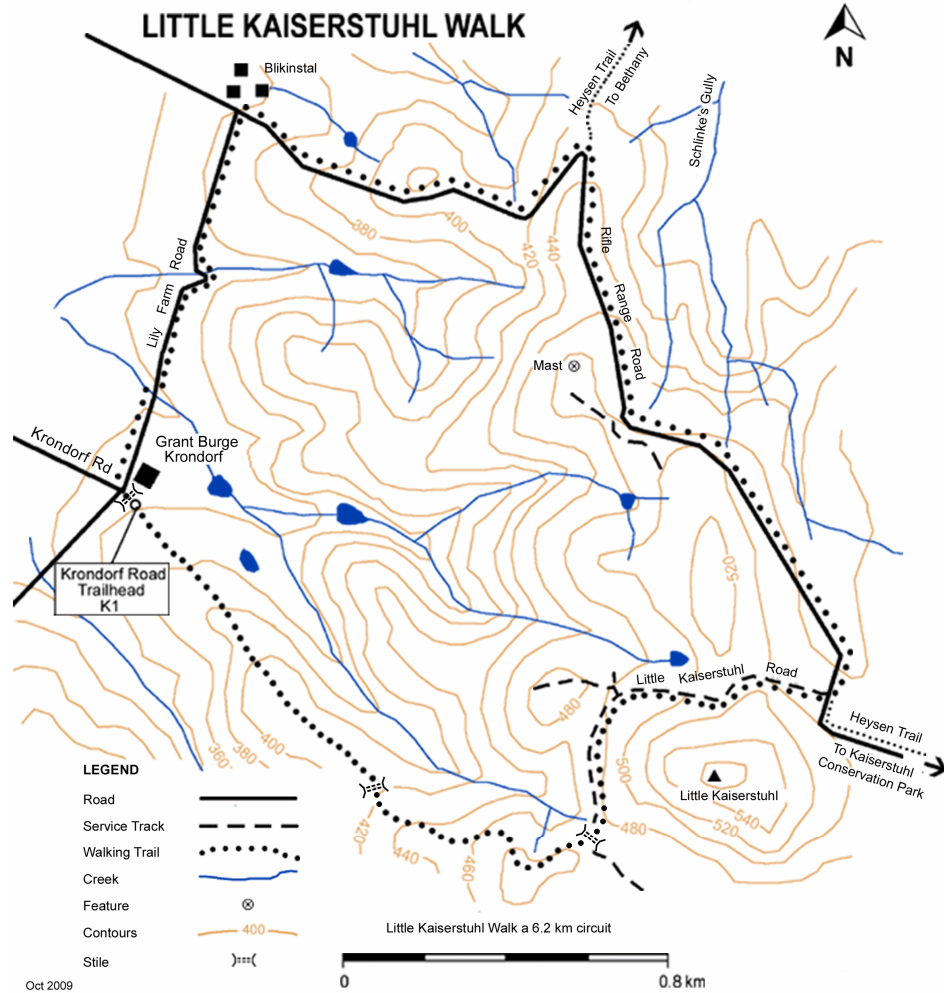 LITTLE KAISERSTUHL WALK
N
Blikinstal
Heysen Trail
To Bethany
Schlinke's Gully
380
400
420
440
Rifle
Range
Road
Lily Farm Road
Mast
Krondorf Rd
Grant Burge
Krondorf
Krondorf Road
Trailhead
K1
520
Little Kaiserstuhl Road
480
500
Heysen Trail
To Kaiserstuhl
Conservation Park
Little Kaiserstuhl
540
520
480
360
380
400
420
440
460
LEGEND
Road
Service Track
Walking Trail
Creek
Feature
Contours
400
Stile
Little Kaiserstuhl Walk a 6.2 km circuit
0
0.8 km
Oct 2009